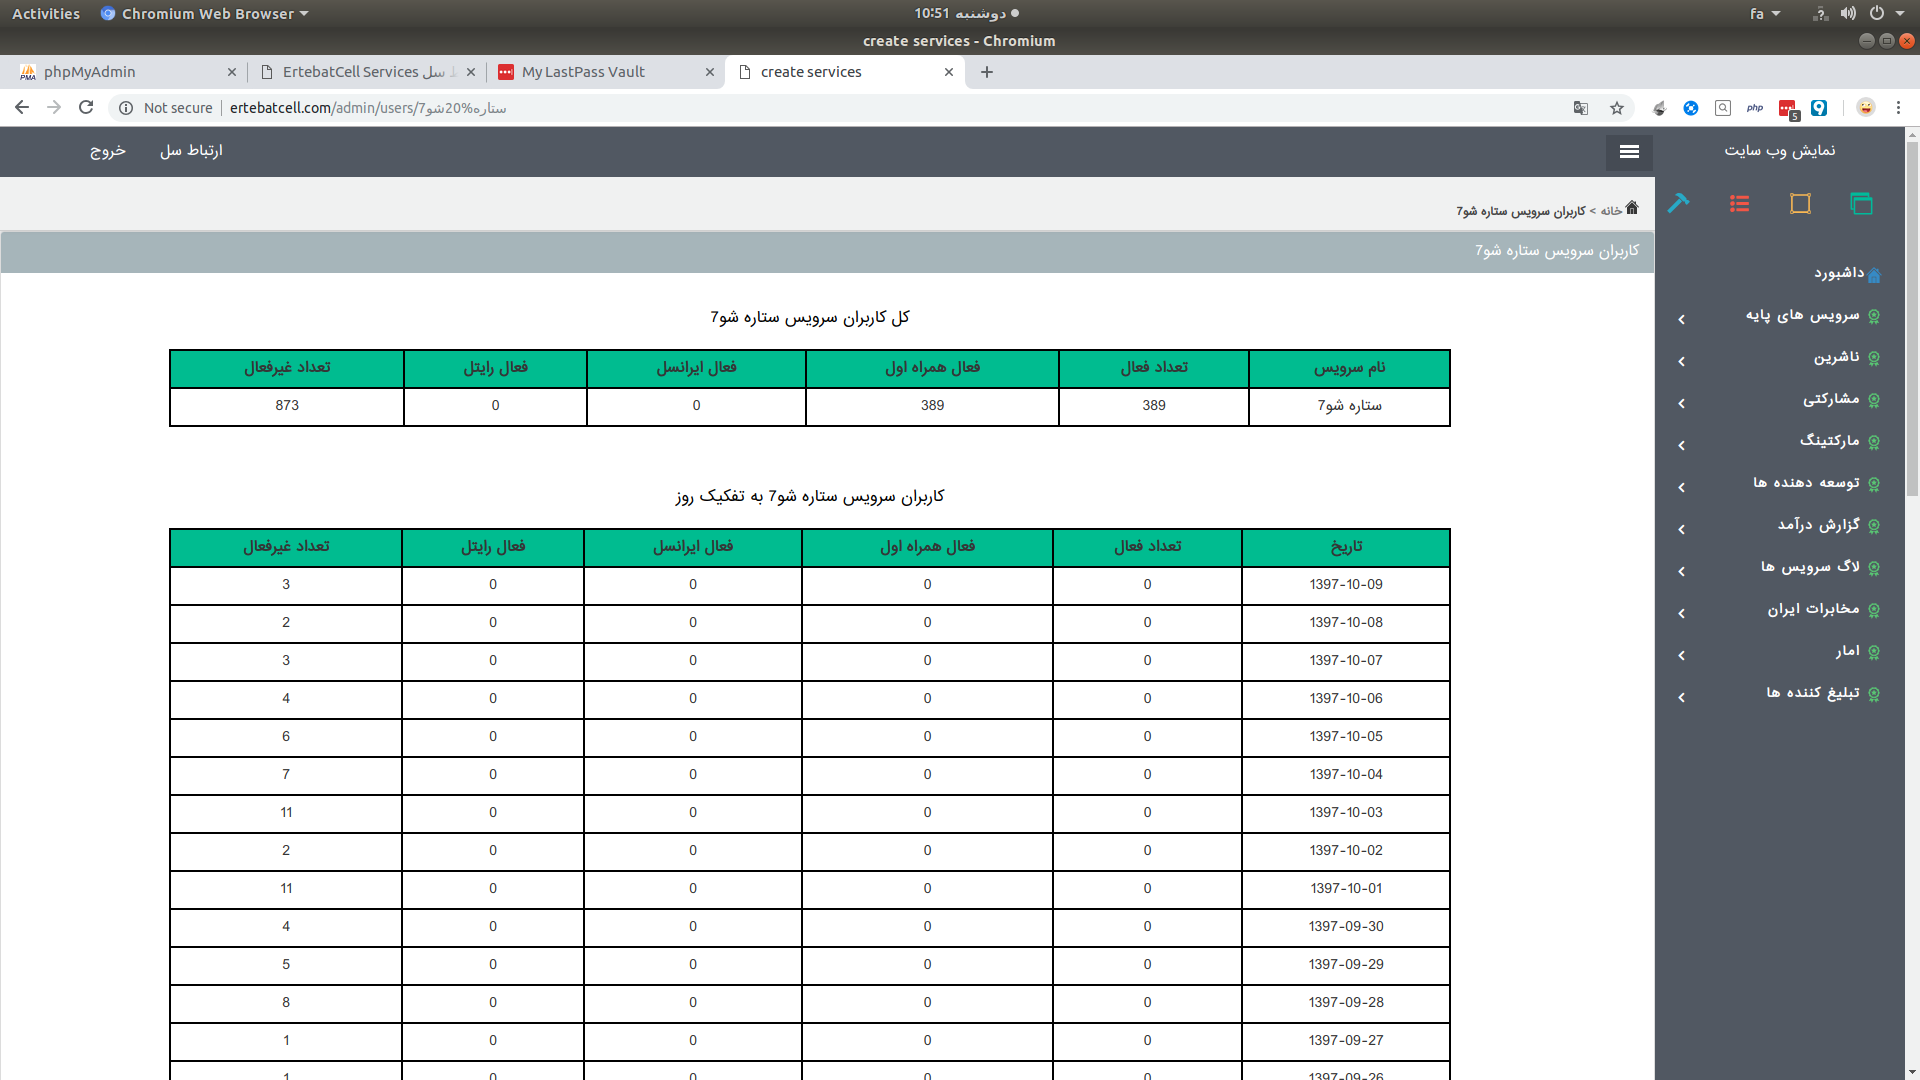 Activities Chromium Web Browser دوشنبه 10:51 fa
create services - Chromium
phpMyAdmin
ErtebatCell Services
My LastPass Vault
create services
Not secure ertebatcell.com/admin/users/ستاره%20شو7
php
5
نمایش وب سایت
ارتباط سل
خروج
خانه > کاربران سرویس ستاره شو7
کاربران سرویس ستاره شو7
داشبورد
سرویس های پایه
ناشرین
مشارکتی
مارکتینگ
توسعه دهنده ها
گزارش درآمد
لاگ سرویس ها
مخابرات ایران
امار
تبلیغ کننده ها
کل کاربران سرویس ستاره شو7
نام سرویس تعداد فعال فعال همراه اول فعال ایرانسل فعال رایتل تعداد غیرفعال
ستاره شو7 389 389 0 0 873
کاربران سرویس ستاره شو7 به تفکیک روز
تاریخ تعداد فعال فعال همراه اول فعال ایرانسل فعال رایتل تعداد غیرفعال
1397-10-09 0 0 0 0 3
1397-10-08 0 0 0 0 2
1397-10-07 0 0 0 0 3
1397-10-06 0 0 0 0 4
1397-10-05 0 0 0 0 6
1397-10-04 0 0 0 0 7
1397-10-03 0 0 0 0 11
1397-10-02 0 0 0 0 2
1397-10-01 0 0 0 0 11
1397-09-30 0 0 0 0 4
1397-09-29 0 0 0 0 5
1397-09-28 0 0 0 0 8
1397-09-27 0 0 0 0 1
1397-09-26 0 0 0 0 1